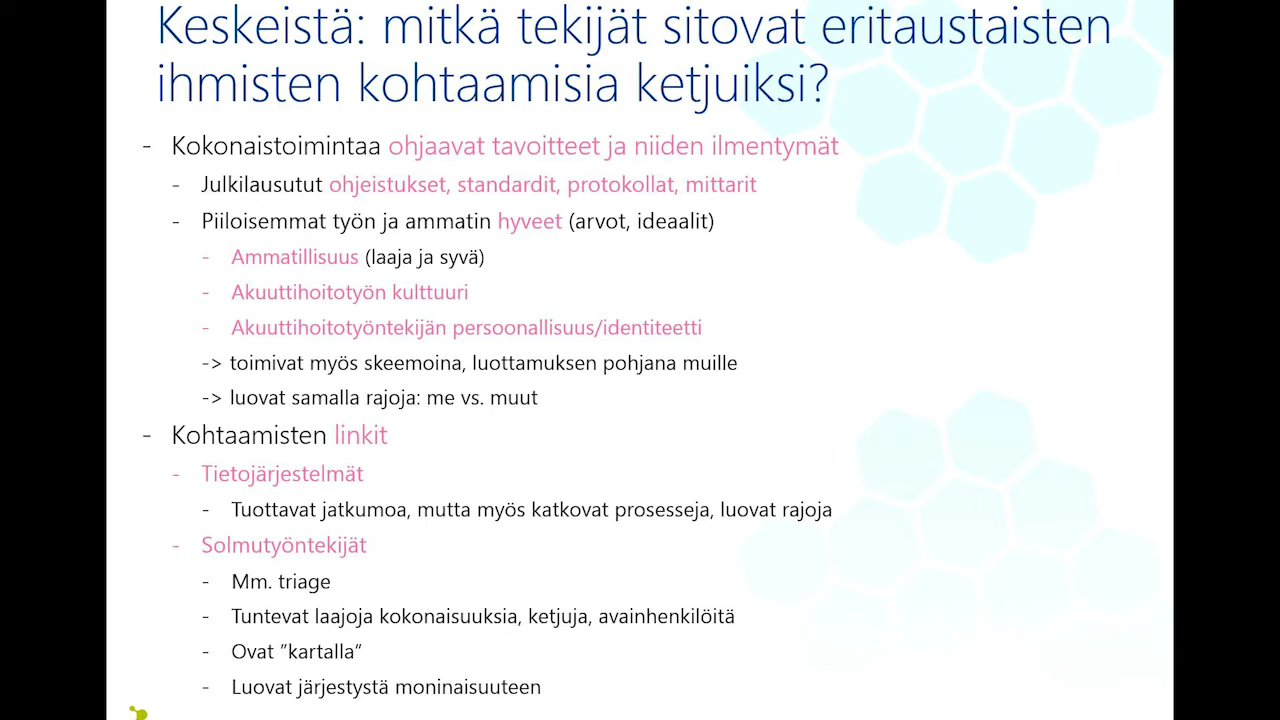 Keskeistä: mitkä tekijät sitovat eritaustaisten
ihmisten kohtaamisia ketjuiksi?
- Kokonaistoimintaa ohjaavat tavoitteet ja niiden ilmentymät
- Julkilausutut ohjeistukset, standardit, protokollat, mittarit
- Piiloisemmat työn ja ammatin hyveet (arvot, ideaalit)
- Ammatillisuus (laaja ja syvä)
- Akuuttihoitotyön kulttuuri
- Akuuttihoitotyöntekijän persoonallisuus/identiteetti
-> toimivat myös skeemoina, luottamuksen pohjana muille
-> luovat samalla rajoja: me vs. muut
- Kohtaamisten linkit
- Tietojärjestelmät
- Tuottavat jatkumoa, mutta myös katkovat prosesseja, luovat rajoja
- Solmutyöntekijät
- Mm. triage
- Tuntevat laajoja kokonaisuuksia, ketjuja, avainhenkilöitä
- Ovat ”kartalla“
- Luovat järjestystä moninaisuuteen